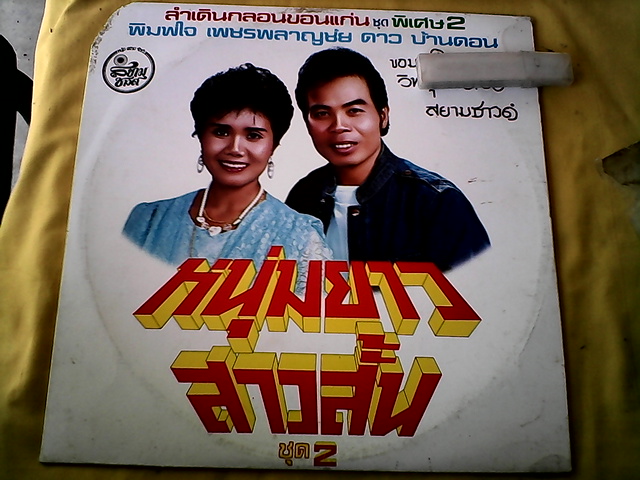 ลำเดินกลอนขอนแก่น ชุด พิเศษ 2
พิมพ์ใจ เพชรพลาญชัย ดาว บ้านดอน
สยามซาวด์
หนุ่มยาว
สาวสั้น
ชุด 2